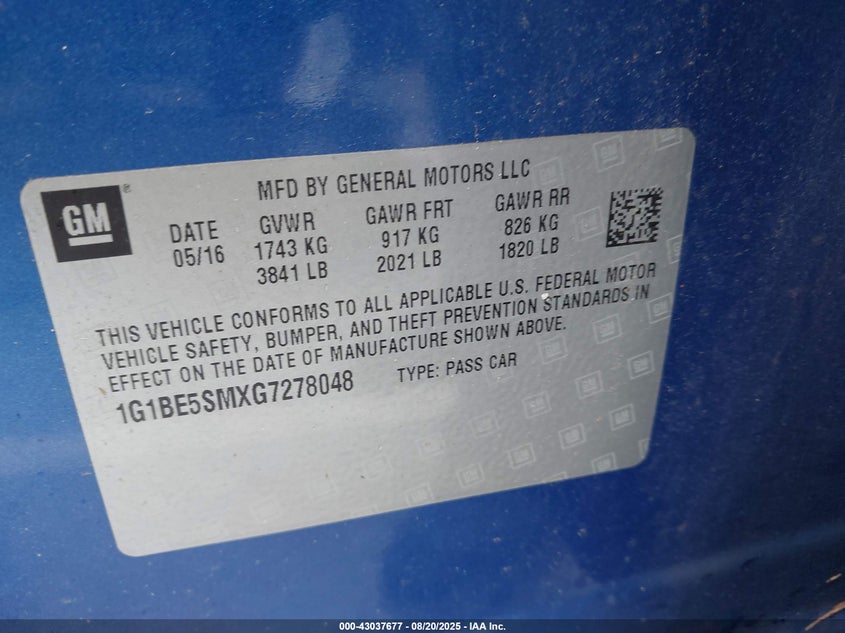 GM®
MFD BY GENERAL MOTORS LLC
DATE
05/16
GVWR
1743 KG
3841 LB
GAWR FRT
917 KG
2021 LB
GAWR RR
826 KG
1820 LB
THIS VEHICLE CONFORMS TO ALL APPLICABLE U.S. FEDERAL MOTOR
VEHICLE SAFETY, BUMPER, AND THEFT PREVENTION STANDARDS IN
EFFECT ON THE DATE OF MANUFACTURE SHOWN ABOVE.
1G1BE5SMXG7278048
TYPE: PASS CAR
000-43037677 - 08/20/2025 - IAA Inc.